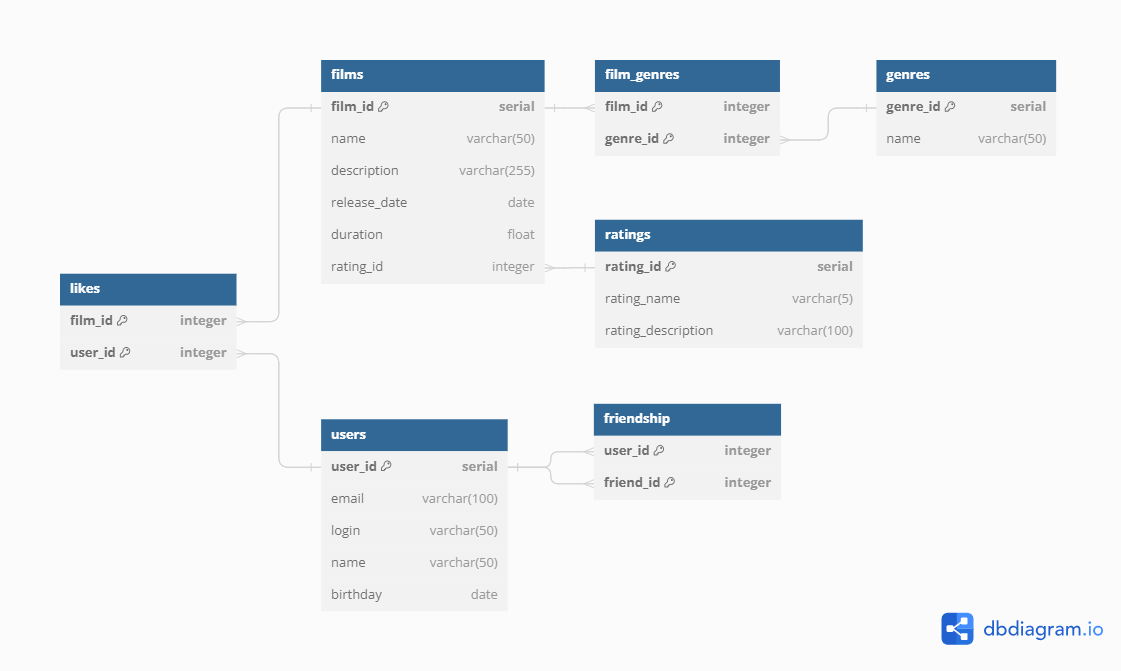 films
film_id serial
name varchar(50)
description varchar(255)
release_date date
duration float
rating_id integer
film_genres
film_id integer
genre_id integer
genres
genre_id serial
name varchar(50)
ratings
rating_id serial
rating_name varchar(5)
rating_description varchar(100)
likes
film_id integer
user_id integer
users
user_id serial
email varchar(100)
login varchar(50)
name varchar(50)
birthday date
friendship
user_id integer
friend_id integer
dbdiagram.io